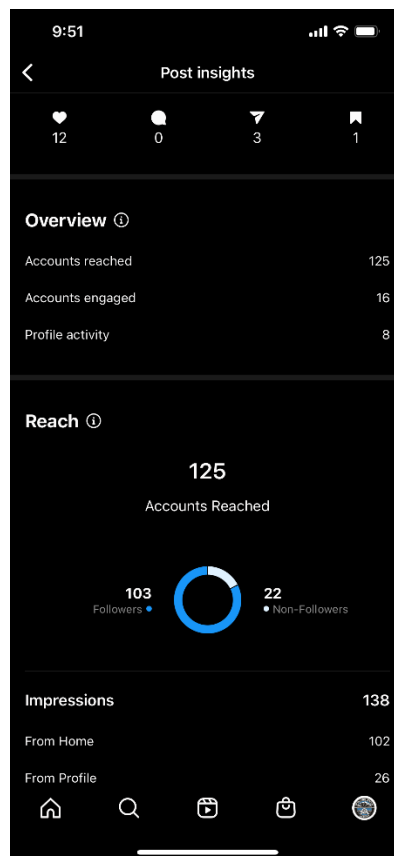 9:51
Post insights
12 0 3 1
Overview
Accounts reached 125
Accounts engaged 16
Profile activity 8
Reach
125
Accounts Reached
103 22
Followers Non-Followers
Impressions 138
From Home 102
From Profile 26